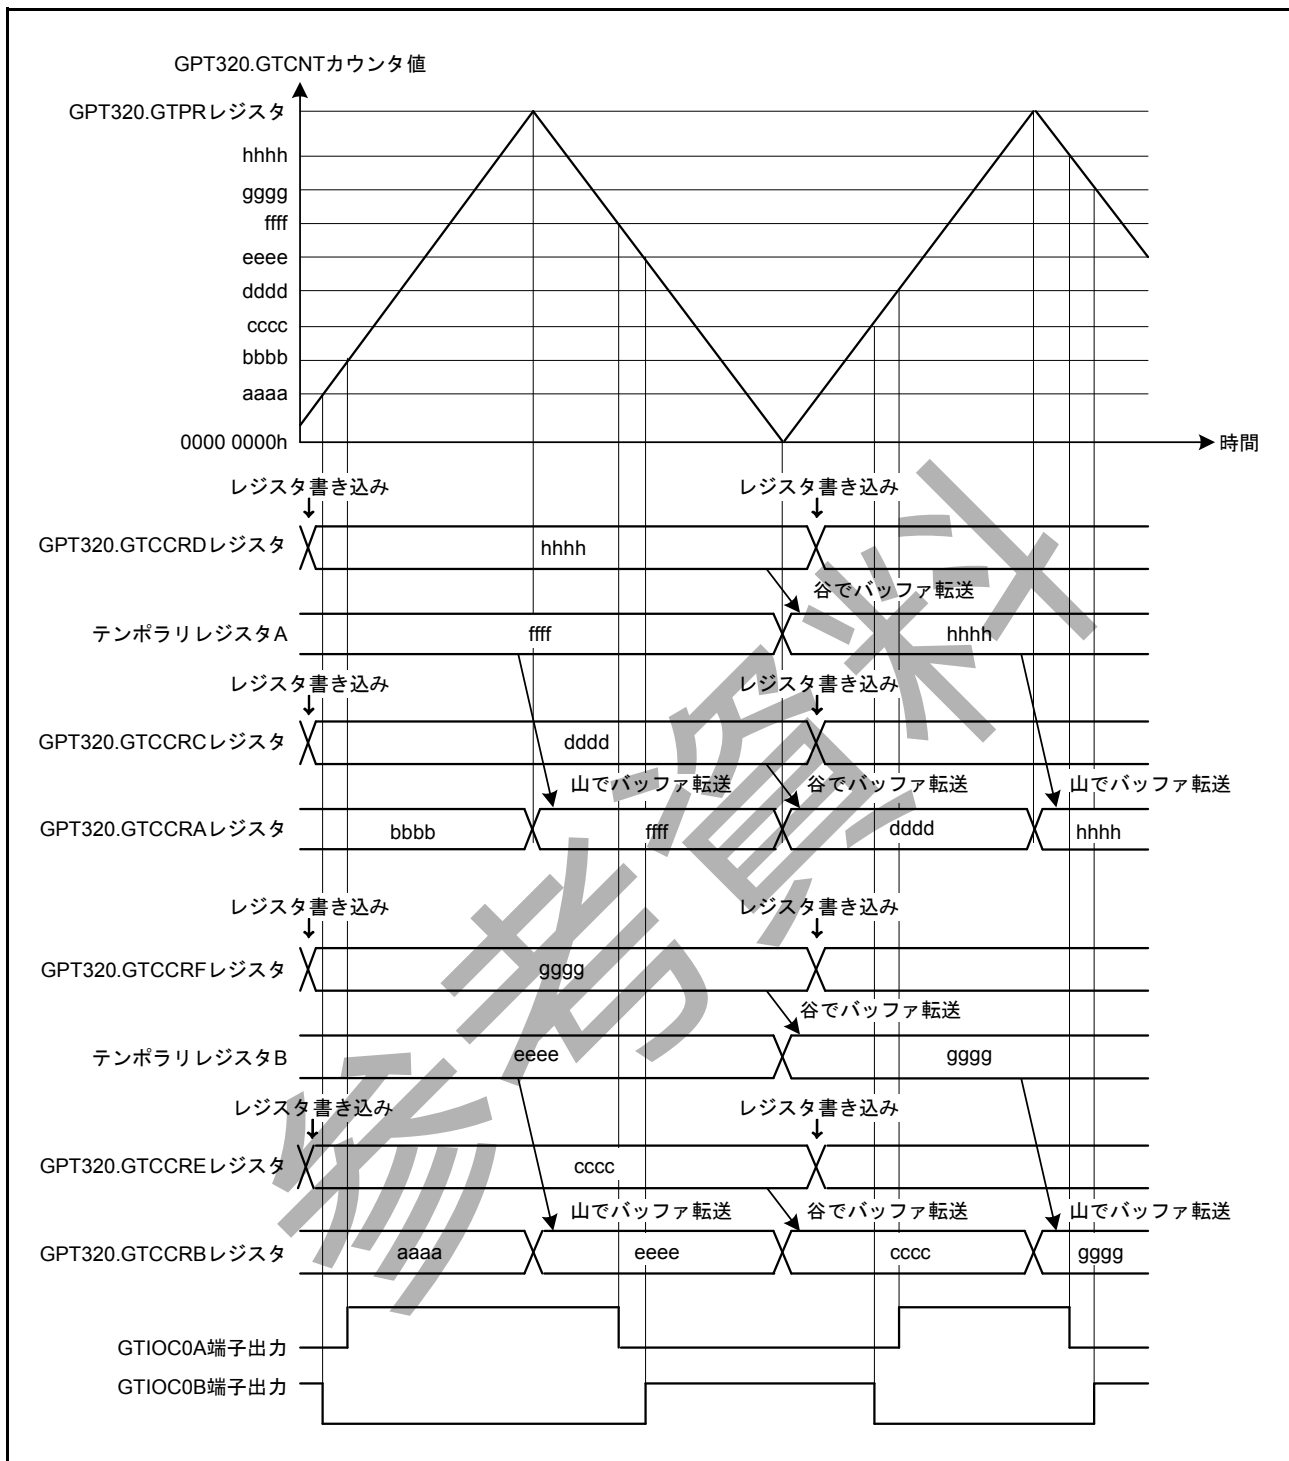 GPT320.GTCNTカウンタ値
GPT320.GTPRレジスタ
hhhh
gggg
ffff
eeee
dddd
cccc
bbbb
aaaa
0000 0000h
時間
レジスタ書き込み レジスタ書き込み
GPT320.GTCCRDレジスタ hhhh
谷でバッファ転送
テンポラリレジスタA ffff hhhh
レジスタ書き込み レジスタ書き込み
GPT320.GTCCRCレジスタ dddd
山でバッファ転送 谷でバッファ転送 山でバッファ転送
GPT320.GTCCRAレジスタ bbbb ffff dddd hhhh
レジスタ書き込み レジスタ書き込み
GPT320.GTCCRFレジスタ gggg
谷でバッファ転送
テンポラリレジスタB eeee gggg
レジスタ書き込み レジスタ書き込み
GPT320.GTCCREレジスタ cccc
山でバッファ転送 谷でバッファ転送 山でバッファ転送
GPT320.GTCCRBレジスタ aaaa eeee cccc gggg
GTIOC0A端子出力
GTIOC0B端子出力
参考資料